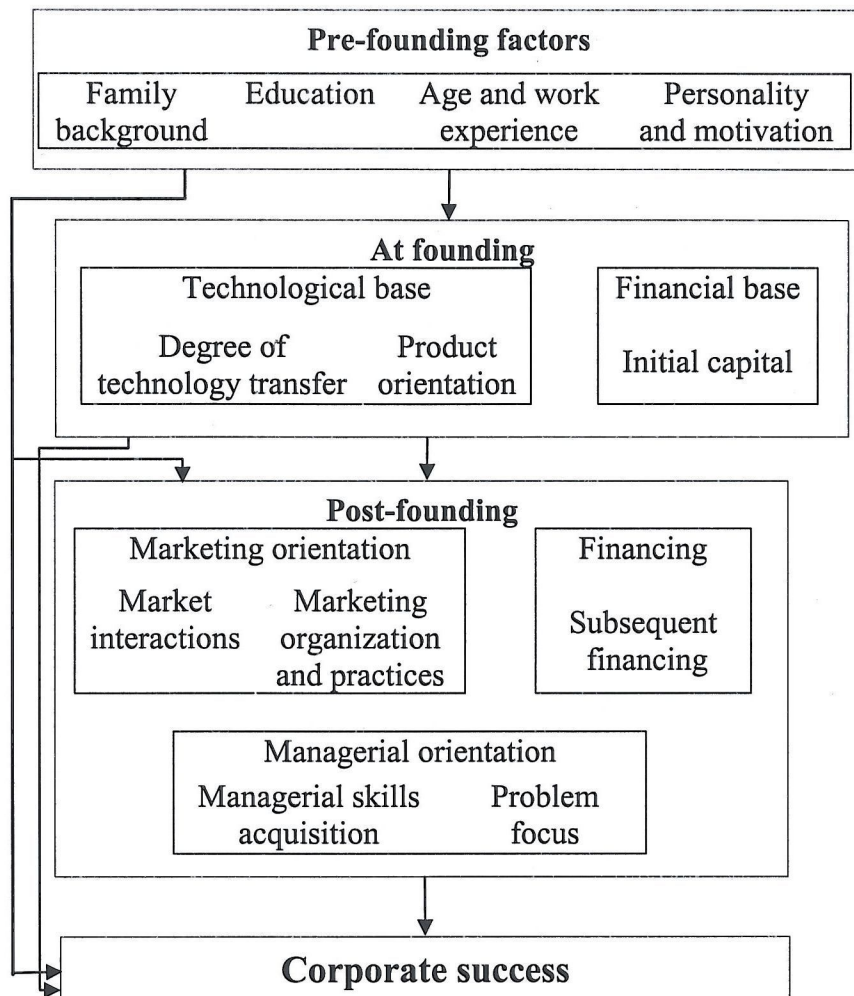 Pre-founding factors
Family background
Education
Age and work experience
Personality and motivation
At founding
Technological base
Degree of technology transfer
Product orientation
Financial base
Initial capital
Post-founding
Marketing orientation
Market interactions
Marketing organization and practices
Financing
Subsequent financing
Managerial orientation
Managerial skills acquisition
Problem focus
Corporate success